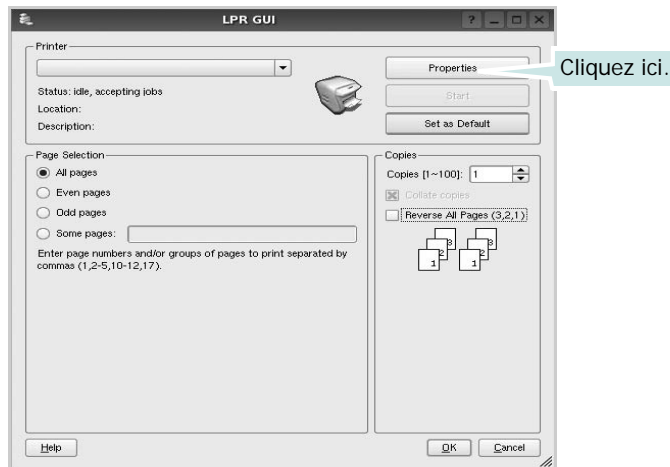 LPR GUI
Printer
Properties
Cliquez ici.
Status: idle, accepting jobs
Start
Location:
Description:
Set as Default
Page Selection
All pages
Even pages
Odd pages
Some pages:
Enter page numbers and/or groups of pages to print separated by
commas (1,2-5,10-12,17).
Copies
Copies [1~100]: 1
Collate copies
Reverse All Pages (3,2,1)
3 3
2 2
1 1
Help
OK
Cancel